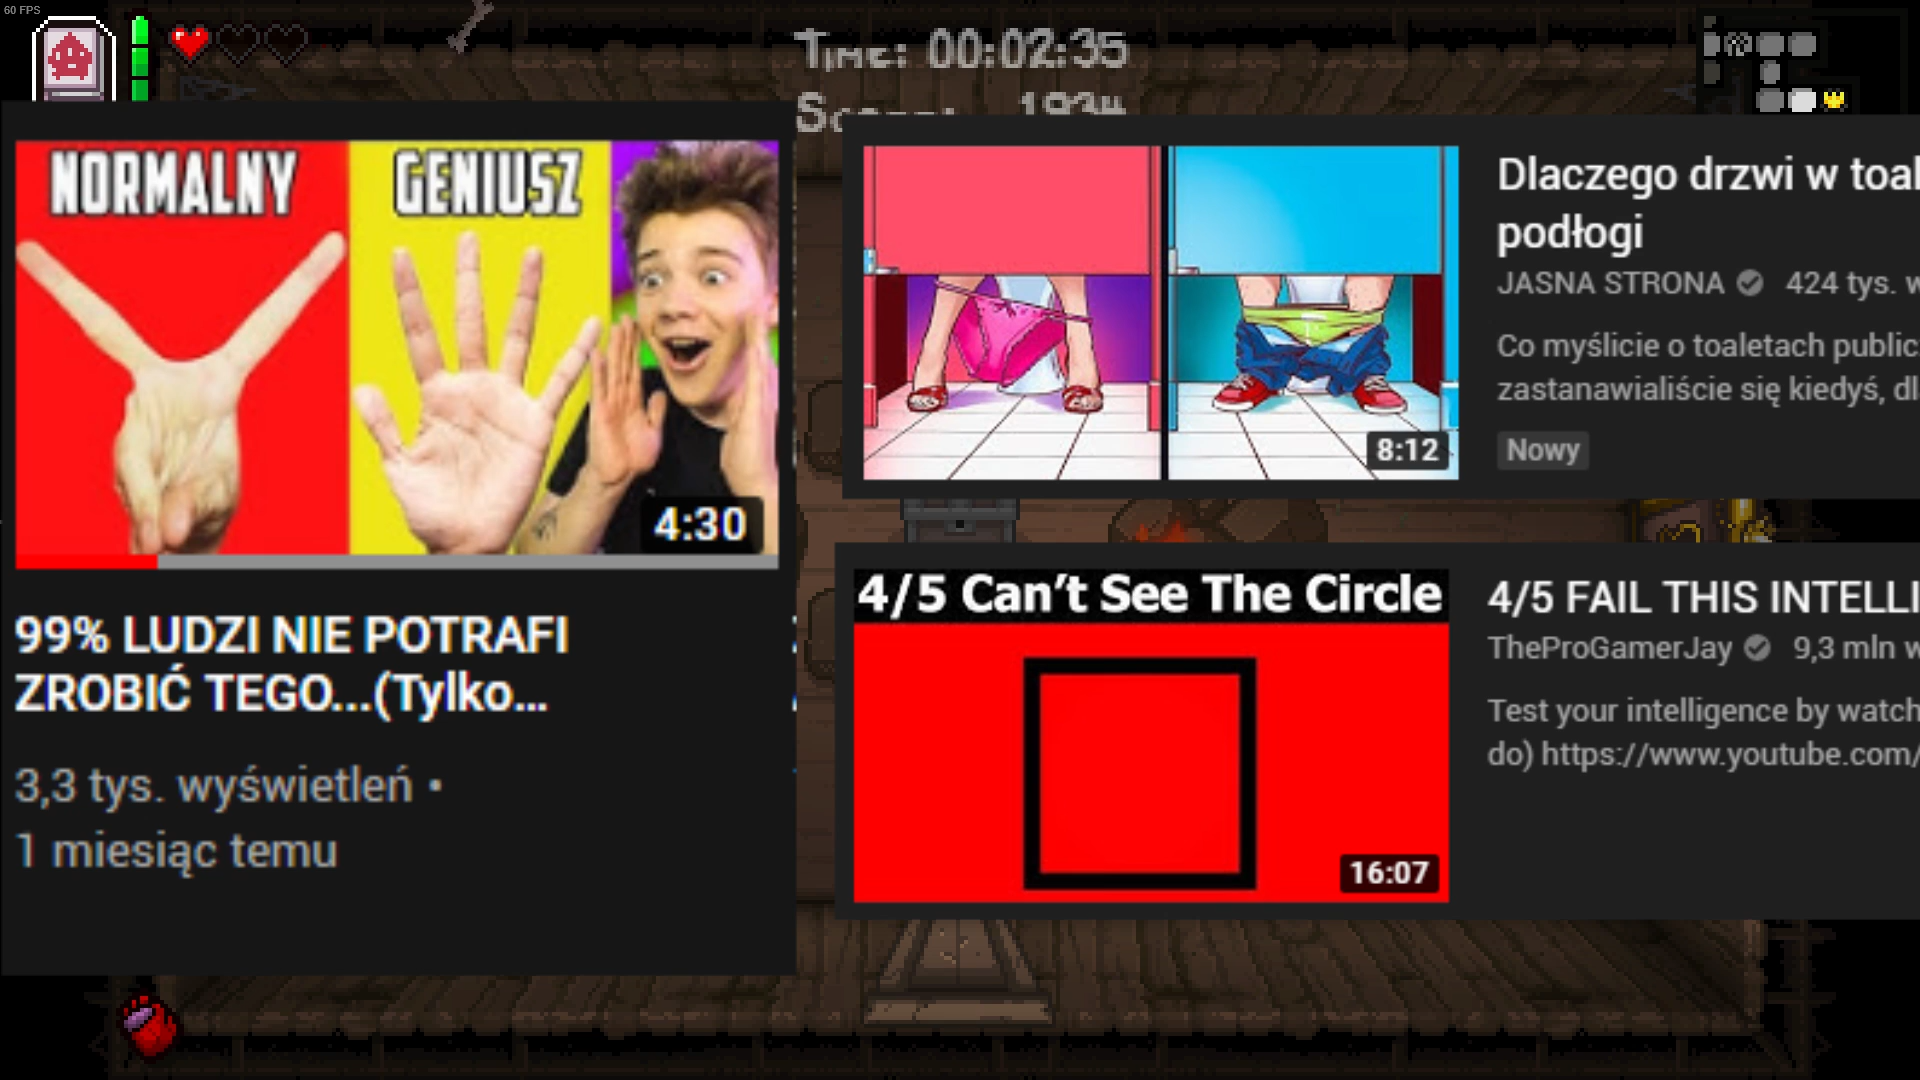 60 FPS
Time: 00:02:35
NORMALNY
GENIUSZ
4:30
99% LUDZI NIE POTRAFI
ZROBIĆ TEGO...(Tylko...
3,3 tys. wyświetleń •
1 miesiąc temu
8:12
Dlaczego drzwi w toal
podłogi
JASNA STRONA 424 tys. w
Co myślicie o toaletach public
zastanawialiście się kiedyś, dl
Nowy
4/5 Can't See The Circle
16:07
4/5 FAIL THIS INTELLI
TheProGamerJay 9,3 mln w
Test your intelligence by watch
do) https://www.youtube.com/